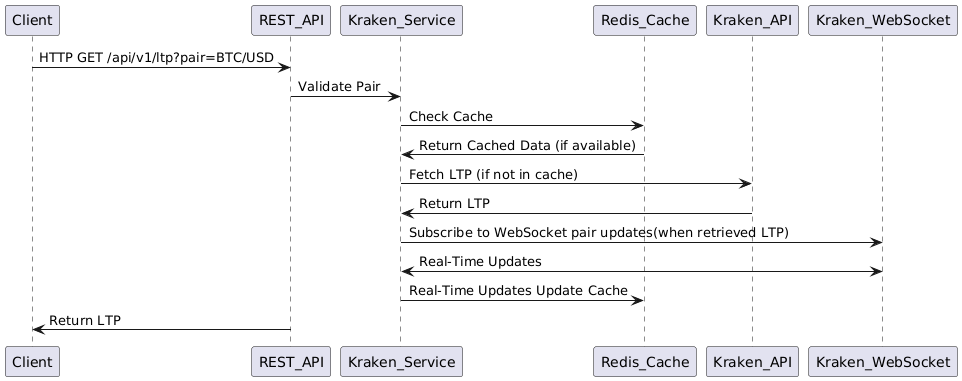 Client REST_API Kraken_Service Redis_Cache Kraken_API Kraken_WebSocket
HTTP GET /api/v1/ltp?pair=BTC/USD
Validate Pair
Check Cache
Return Cached Data (if available)
Fetch LTP (if not in cache)
Return LTP
Subscribe to WebSocket pair updates(when retrieved LTP)
Real-Time Updates
Real-Time Updates Update Cache
Return LTP
Client REST_API Kraken_Service Redis_Cache Kraken_API Kraken_WebSocket